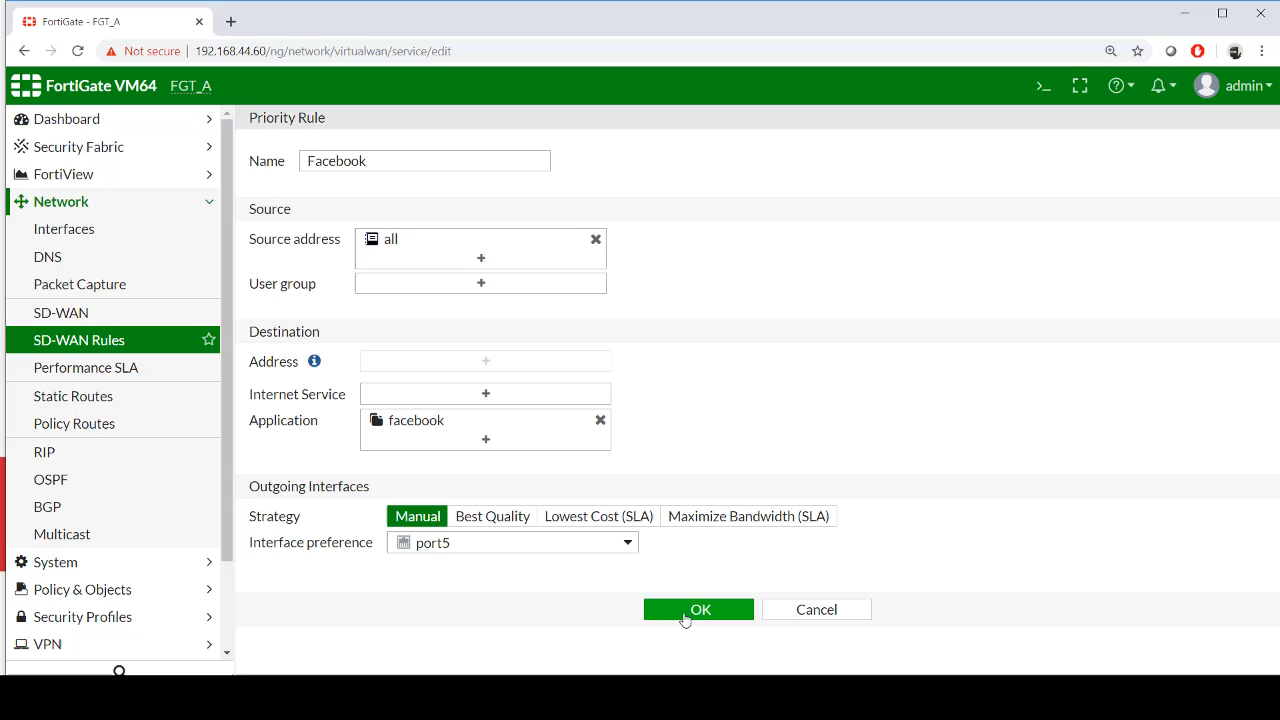 FortiGate - FGT_A
Not secure 192.168.44.60/ng/network/virtualwan/service/edit
FortiGate VM64 FGT_A
admin
Dashboard
Security Fabric
FortiView
Network
Interfaces
DNS
Packet Capture
SD-WAN
SD-WAN Rules
Performance SLA
Static Routes
Policy Routes
RIP
OSPF
BGP
Multicast
System
Policy & Objects
Security Profiles
VPN
Priority Rule
Name Facebook
Source
Source address all
User group
Destination
Address
Internet Service
Application facebook
Outgoing Interfaces
Strategy Manual Best Quality Lowest Cost (SLA) Maximize Bandwidth (SLA)
Interface preference port5
OK Cancel